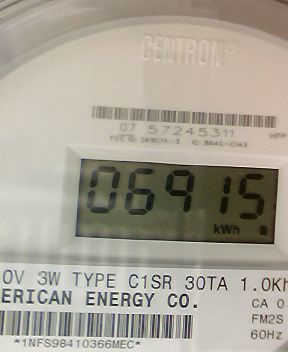 CENTRON®
07 57245311
06915
kWh
0V 3W TYPE C1SR 30TA 1.0Kh
ERICAN ENERGY CO.
CA 0
FM2S
60Hz
*1NFS98410366MEC*